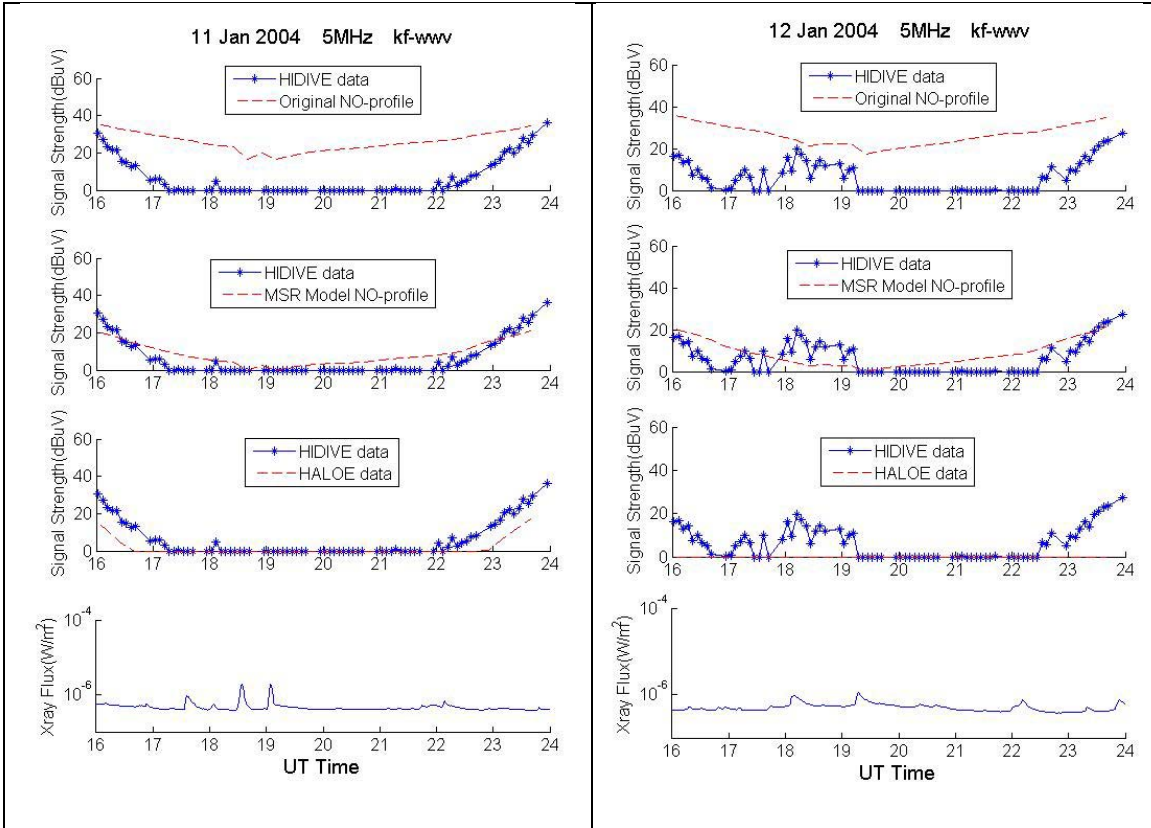 11 Jan 2004 5MHz kf-wwv
Signal Strength(dBuV)
60
40
20
0
HIDIVE data
Original NO-profile
16 17 18 19 20 21 22 23 24
Signal Strength(dBuV)
60
40
20
0
HIDIVE data
MSR Model NO-profile
16 17 18 19 20 21 22 23 24
Signal Strength(dBuV)
60
40
20
0
HIDIVE data
HALOE data
16 17 18 19 20 21 22 23 24
Xray Flux(W/m²)
10⁻⁴
10⁻⁶
16 17 18 19 20 21 22 23 24
UT Time
12 Jan 2004 5MHz kf-wwv
Signal Strength(dBuV)
60
40
20
0
HIDIVE data
Original NO-profile
16 17 18 19 20 21 22 23 24
Signal Strength(dBuV)
60
40
20
0
HIDIVE data
MSR Model NO-profile
16 17 18 19 20 21 22 23 24
Signal Strength(dBuV)
60
40
20
0
HIDIVE data
HALOE data
16 17 18 19 20 21 22 23 24
Xray Flux(W/m²)
10⁻⁴
10⁻⁶
16 17 18 19 20 21 22 23 24
UT Time